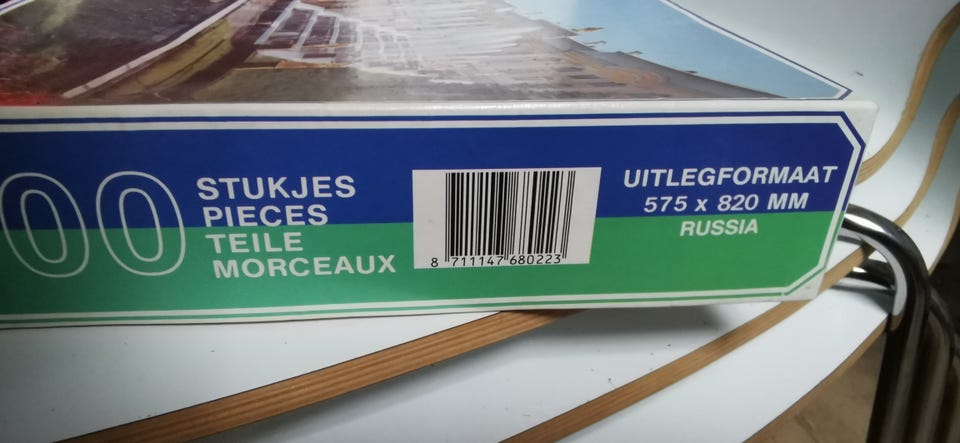 00
STUKJES
PIECES
TEILE
MORCEAUX
8 711147 680223
UITLEGFORMAAT
575 x 820 MM
RUSSIA